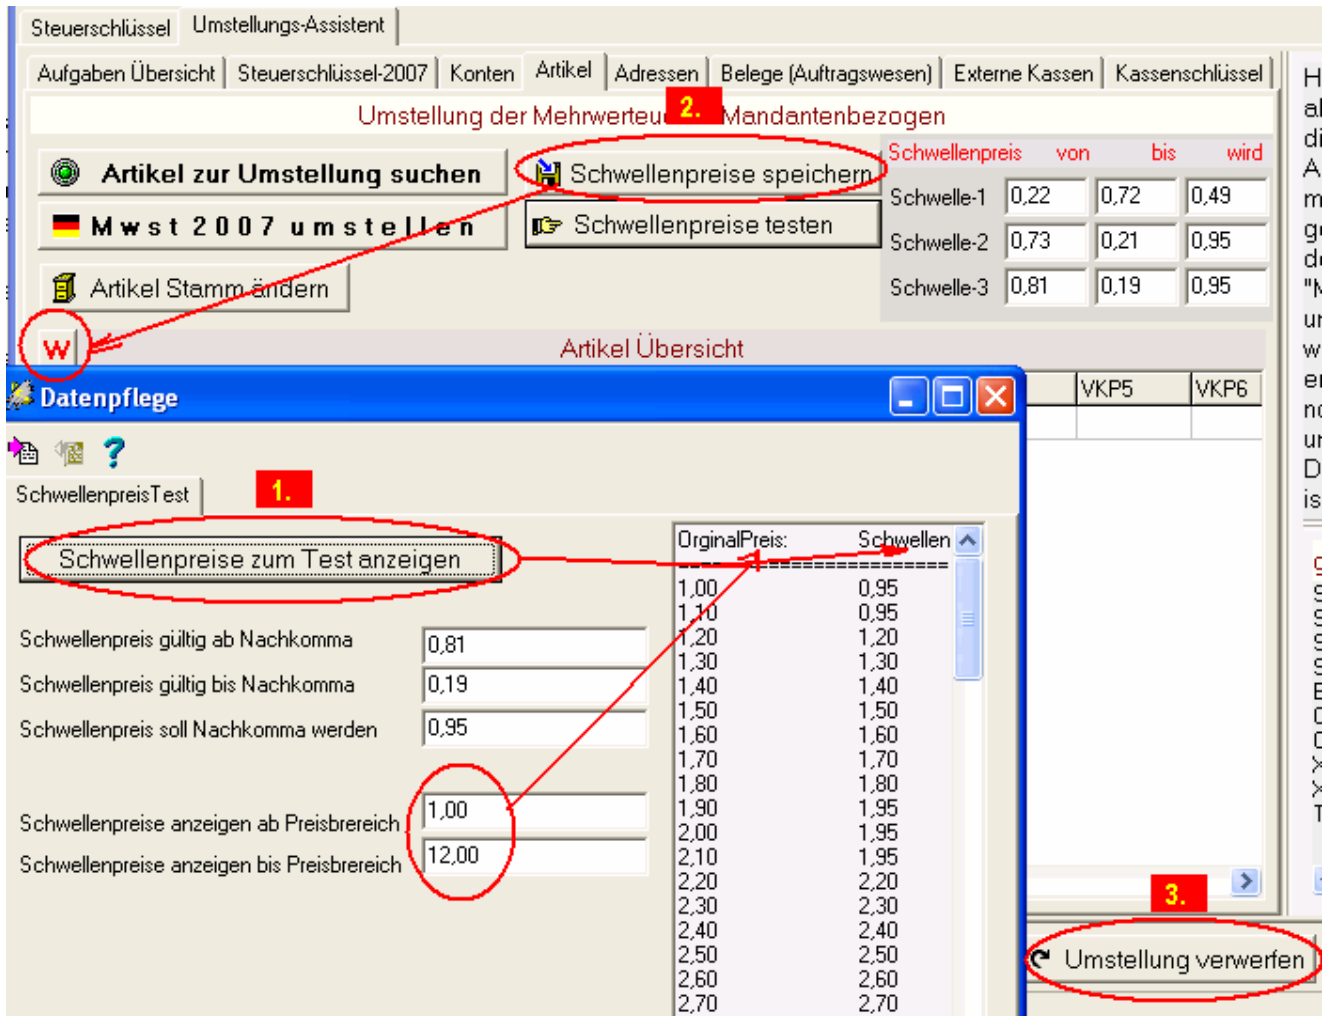 Steuerschlüssel Umstellungs-Assistent
Aufgaben Übersicht Steuerschlüssel-2007 Konten Artikel Adressen Belege (Auftragswesen) Externe Kassen Kassenschlüssel
Umstellung der Mehrwerteu 2. Mandantenbezogen
Artikel zur Umstellung suchen
Schwellenpreise speichern
Mwst 2007 umstellen
Schwellenpreise testen
Artikel Stamm ändern
Schwellenpreis von bis wird
Schwelle-1 0,22 0,72 0,49
Schwelle-2 0,73 0,21 0,95
Schwelle-3 0,81 0,19 0,95
W
Artikel Übersicht
VKP5 VKP6
Datenpflege
SchwellenpreisTest
1.
Schwellenpreise zum Test anzeigen
Schwellenpreis gültig ab Nachkomma 0,81
Schwellenpreis gültig bis Nachkomma 0,19
Schwellenpreis soll Nachkomma werden 0,95
Schwellenpreise anzeigen ab Preisbrereich 1,00
Schwellenpreise anzeigen bis Preisbrereich 12,00
OrginalPreis: Schwellen
====================
1,00 0,95
1,10 0,95
1,20 1,20
1,30 1,30
1,40 1,40
1,50 1,50
1,60 1,60
1,70 1,70
1,80 1,80
1,90 1,95
2,00 1,95
2,10 1,95
2,20 2,20
2,30 2,30
2,40 2,40
2,50 2,50
2,60 2,60
2,70 2,70
3.
Umstellung verwerfen